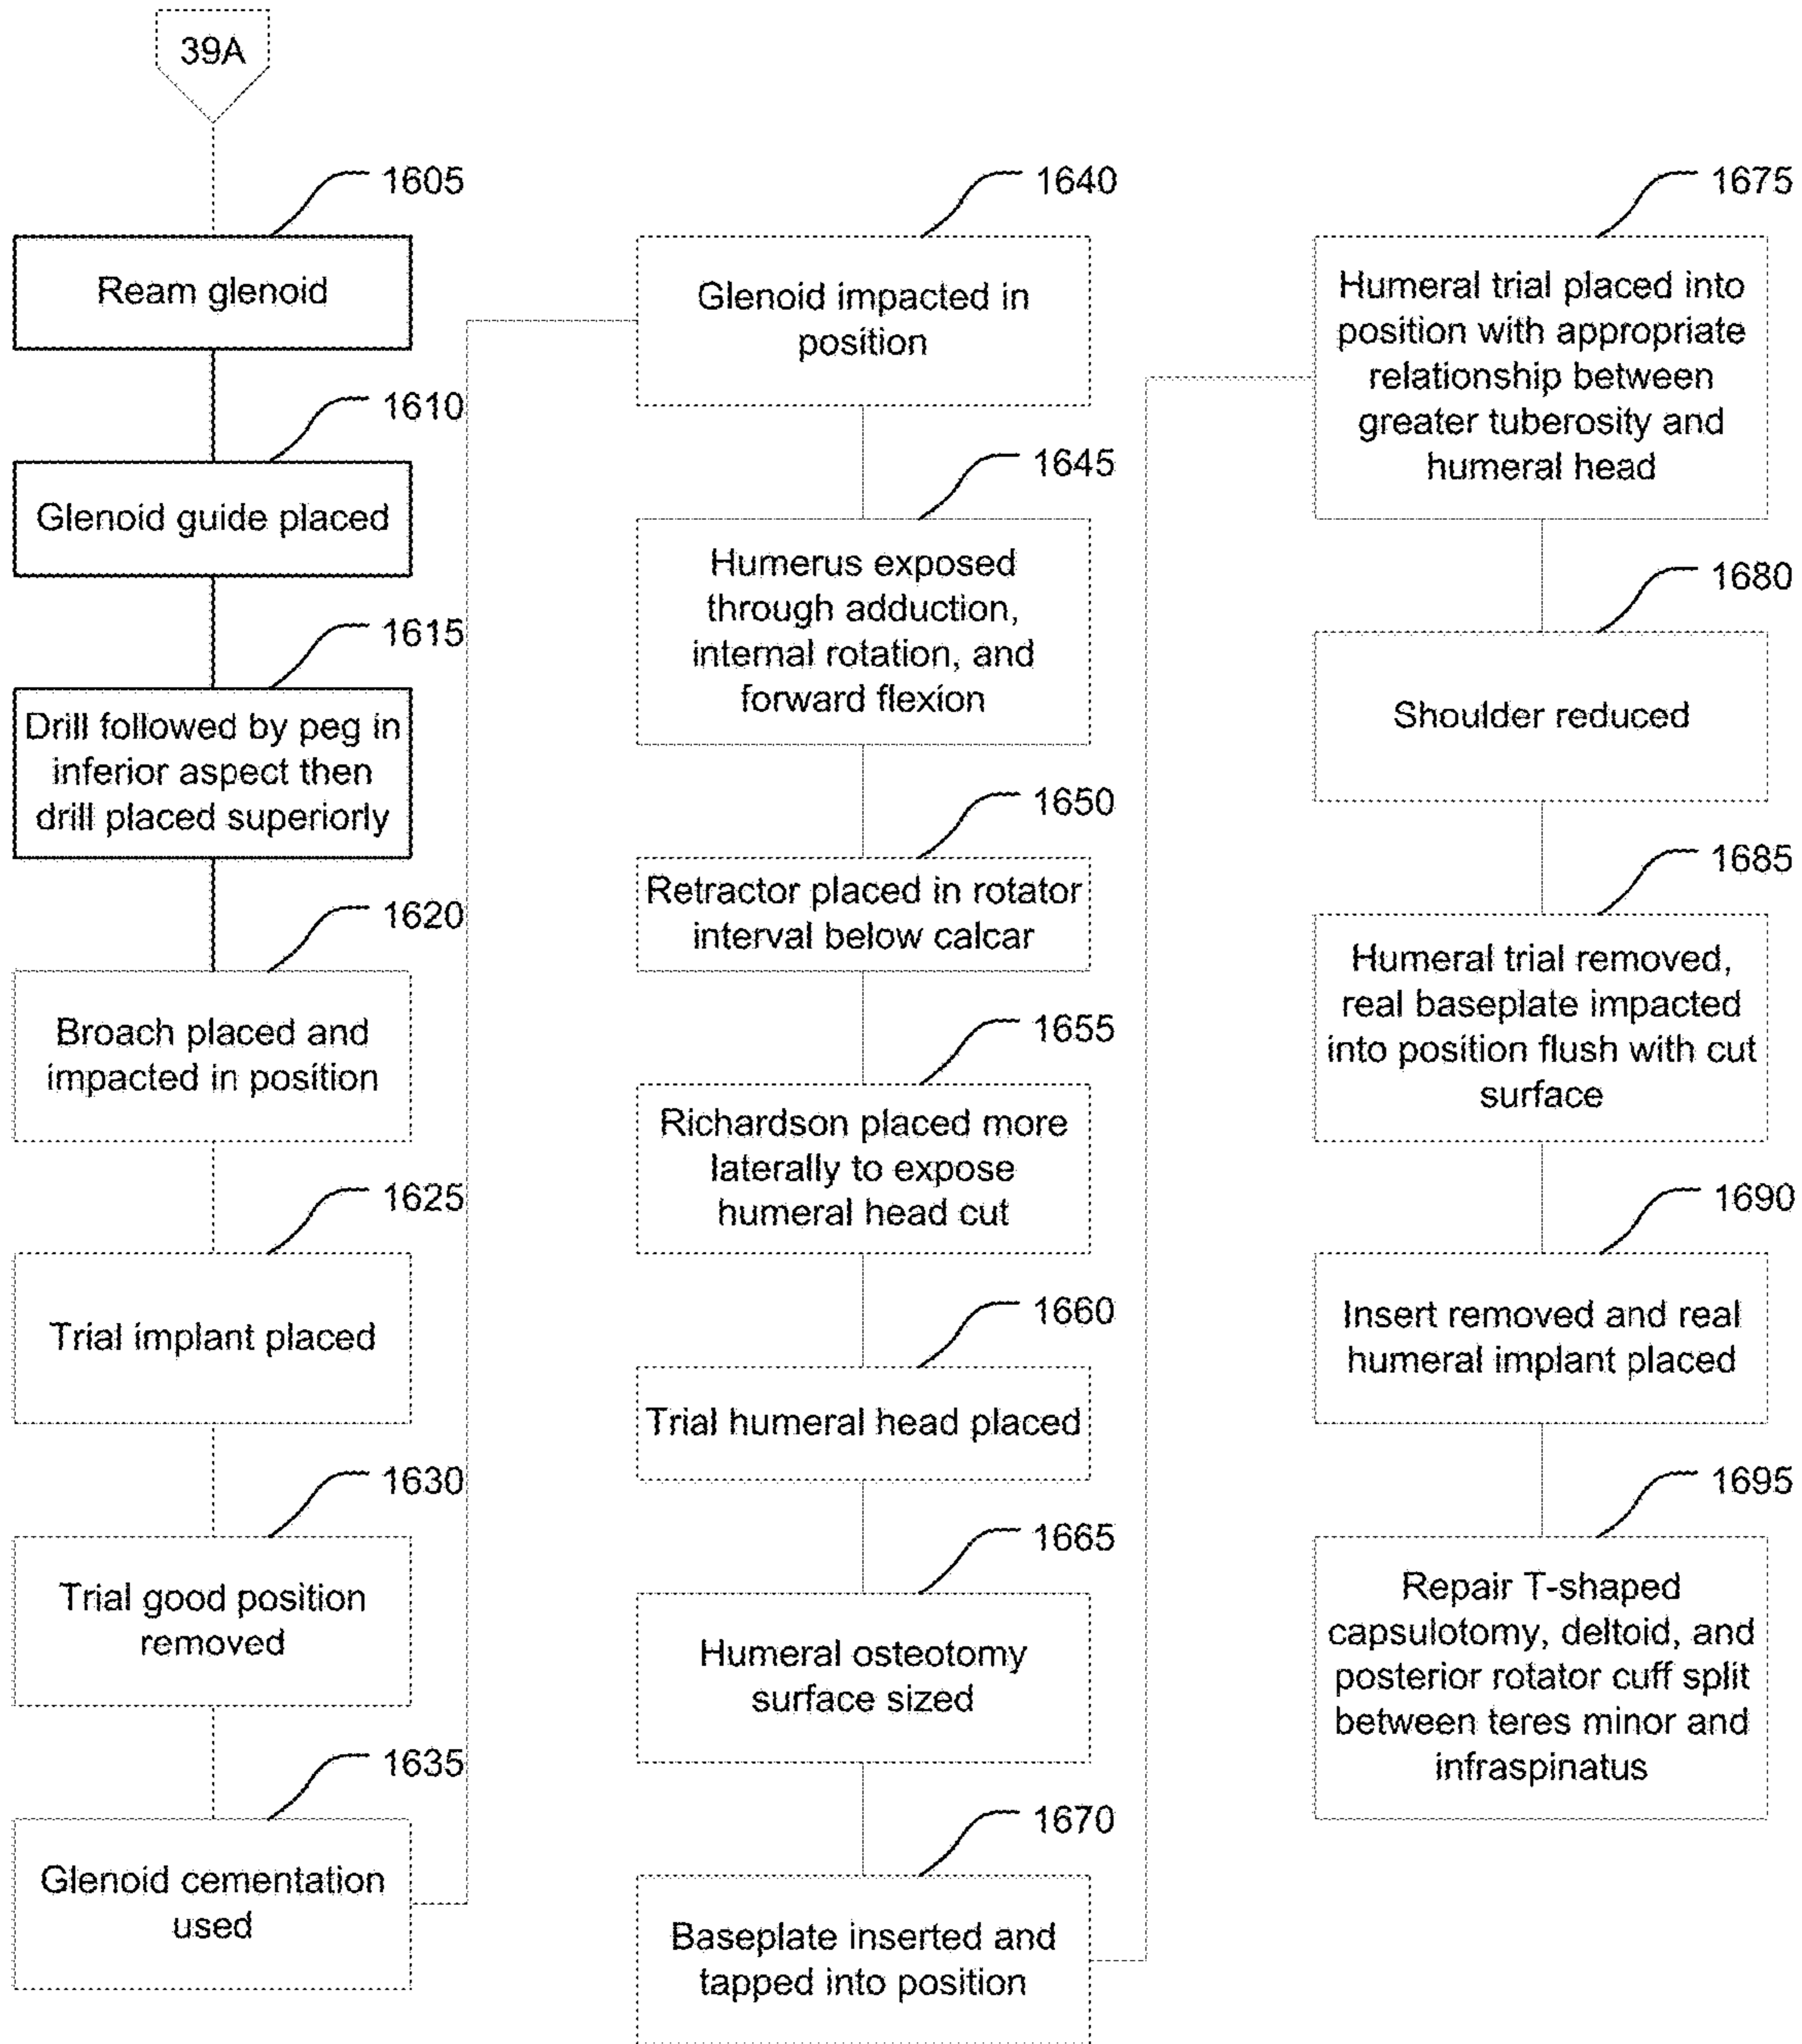 39A
1605
Ream glenoid
1610
Glenoid guide placed
1615
Drill followed by peg in
inferior aspect then
drill placed superiorly
1620
Broach placed and
impacted in position
1625
Trial implant placed
1630
Trial good position
removed
1635
Glenoid cementation
used
1640
Glenoid impacted in
position
1645
Humerus exposed
through adduction,
internal rotation, and
forward flexion
1650
Retractor placed in rotator
interval below calcar
1655
Richardson placed more
laterally to expose
humeral head cut
1660
Trial humeral head placed
1665
Humeral osteotomy
surface sized
1670
Baseplate inserted and
tapped into position
1675
Humeral trial placed into
position with appropriate
relationship between
greater tuberosity and
humeral head
1680
Shoulder reduced
1685
Humeral trial removed,
real baseplate impacted
into position flush with cut
surface
1690
Insert removed and real
humeral implant placed
1695
Repair T-shaped
capsulotomy, deltoid, and
posterior rotator cuff split
between teres minor and
infraspinatus